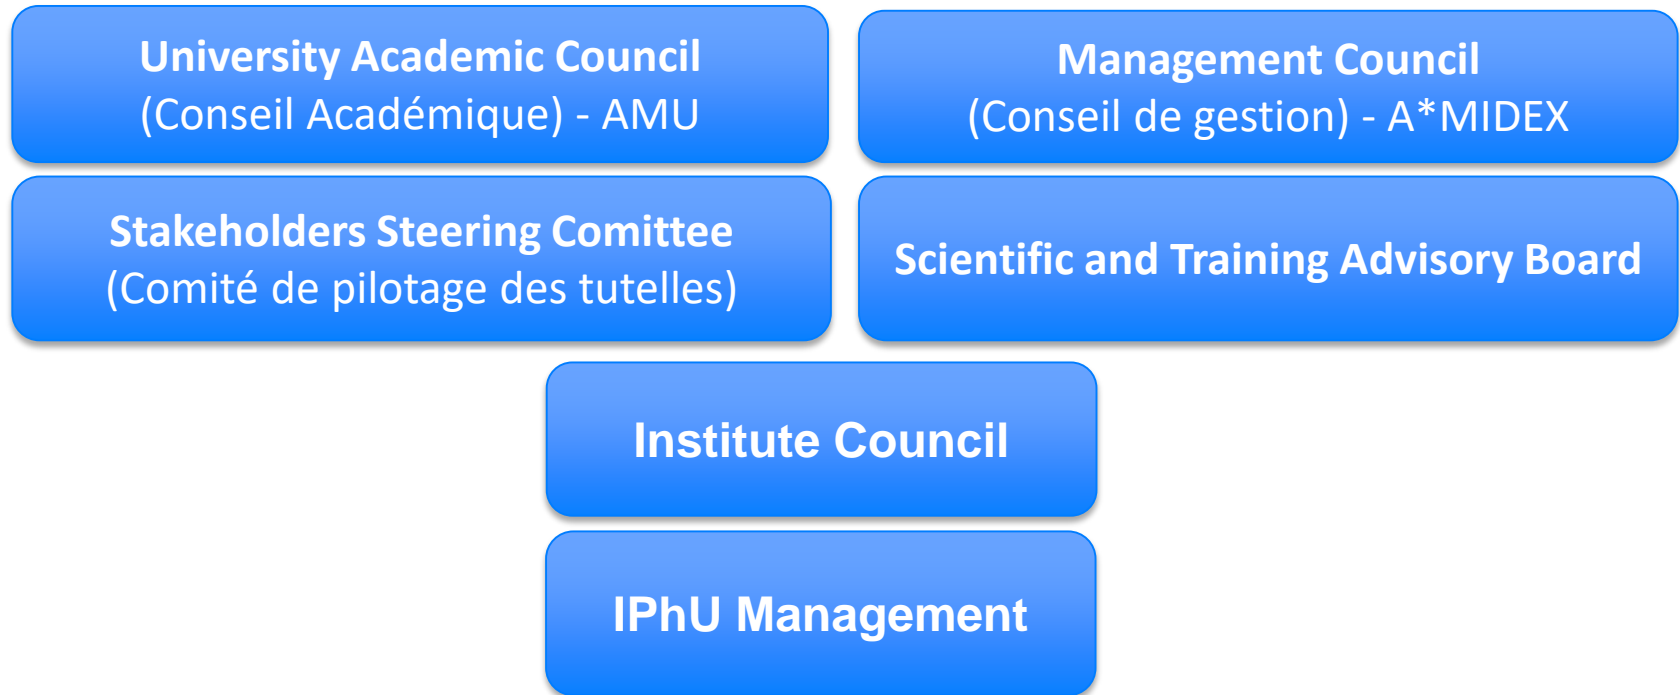 University Academic Council
(Conseil Académique) - AMU
Management Council
(Conseil de gestion) - A*MIDEX
Stakeholders Steering Comittee
(Comité de pilotage des tutelles)
Scientific and Training Advisory Board
Institute Council
IPhU Management